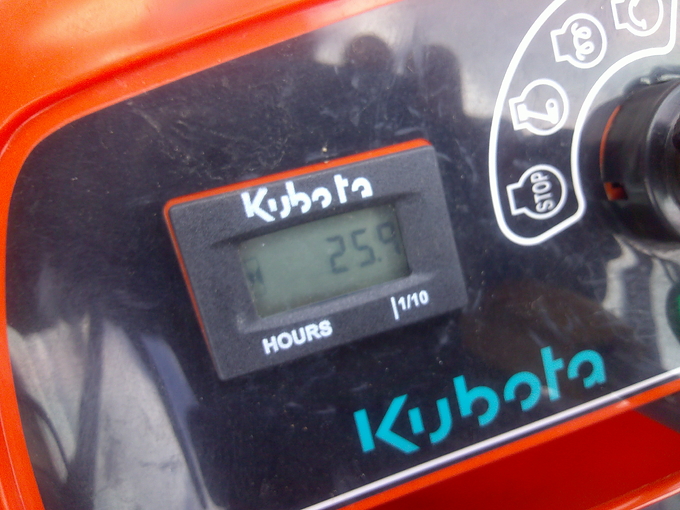 STOP
Kubota
25.9
H
HOURS
1/10
Kubota